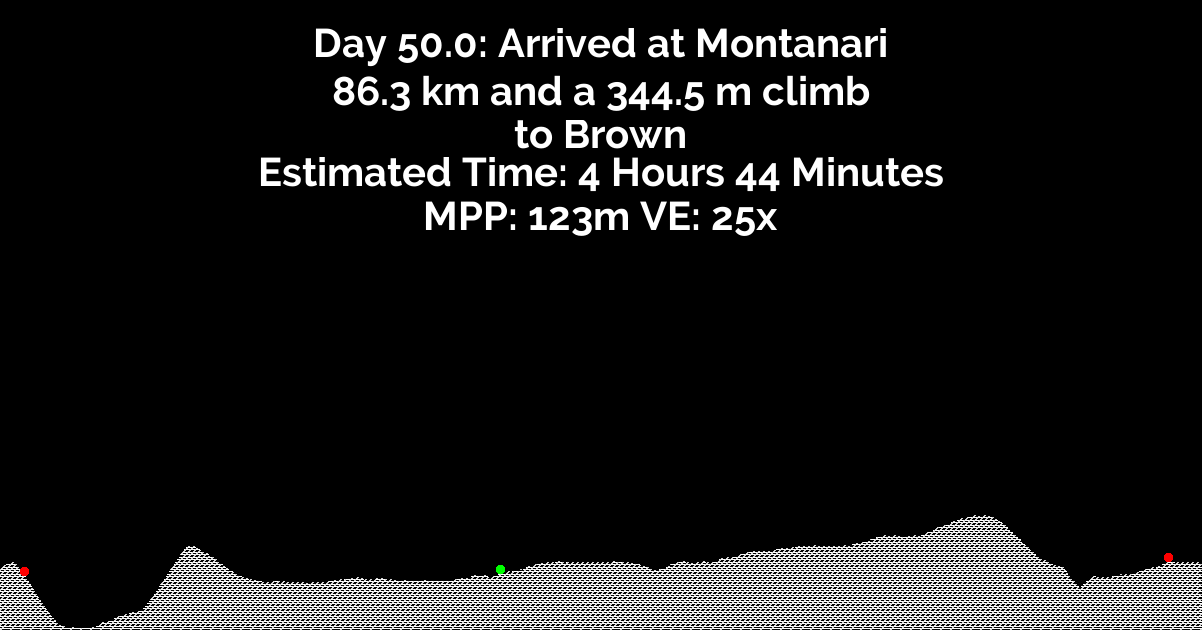 Day 50.0: Arrived at Montanari
86.3 km and a 344.5 m climb
to Brown
Estimated Time: 4 Hours 44 Minutes
MPP: 123m VE: 25x